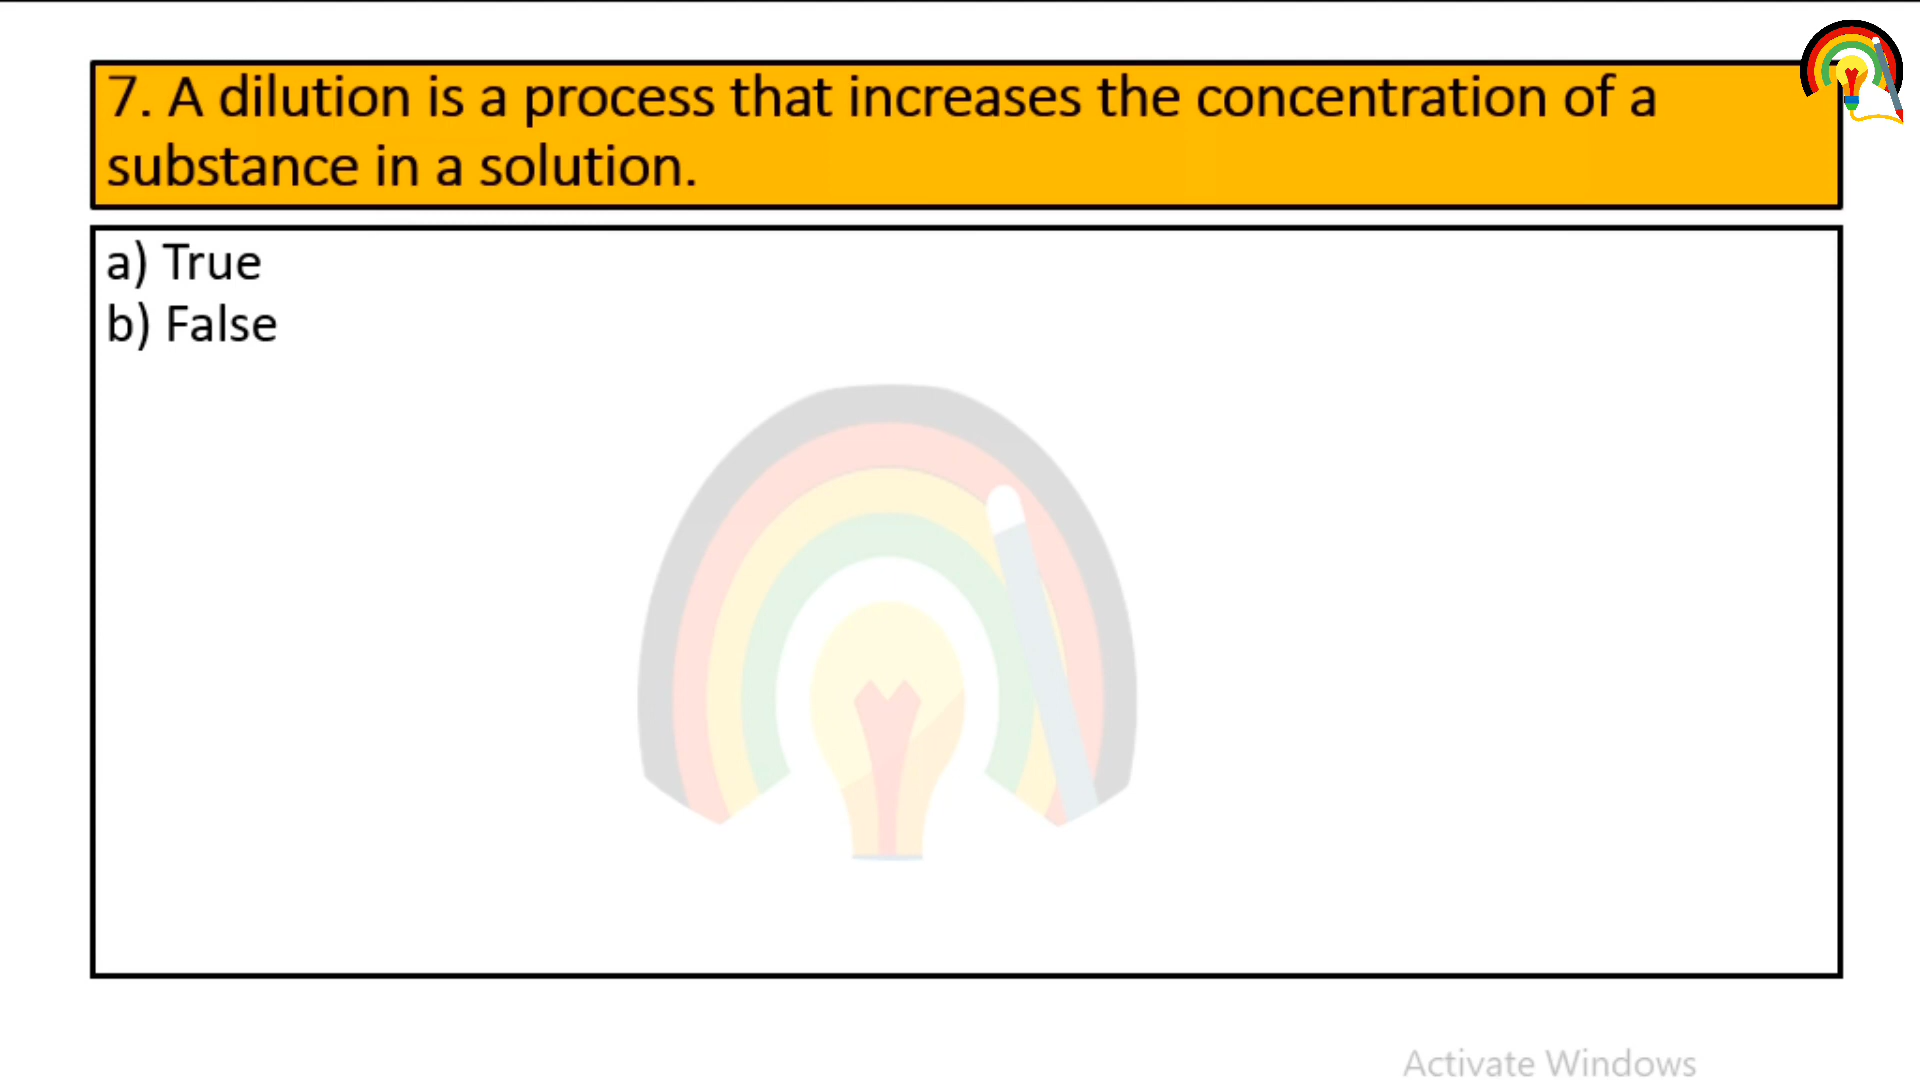 7. A dilution is a process that increases the concentration of a
substance in a solution.
a) True
b) False
Activate Windows